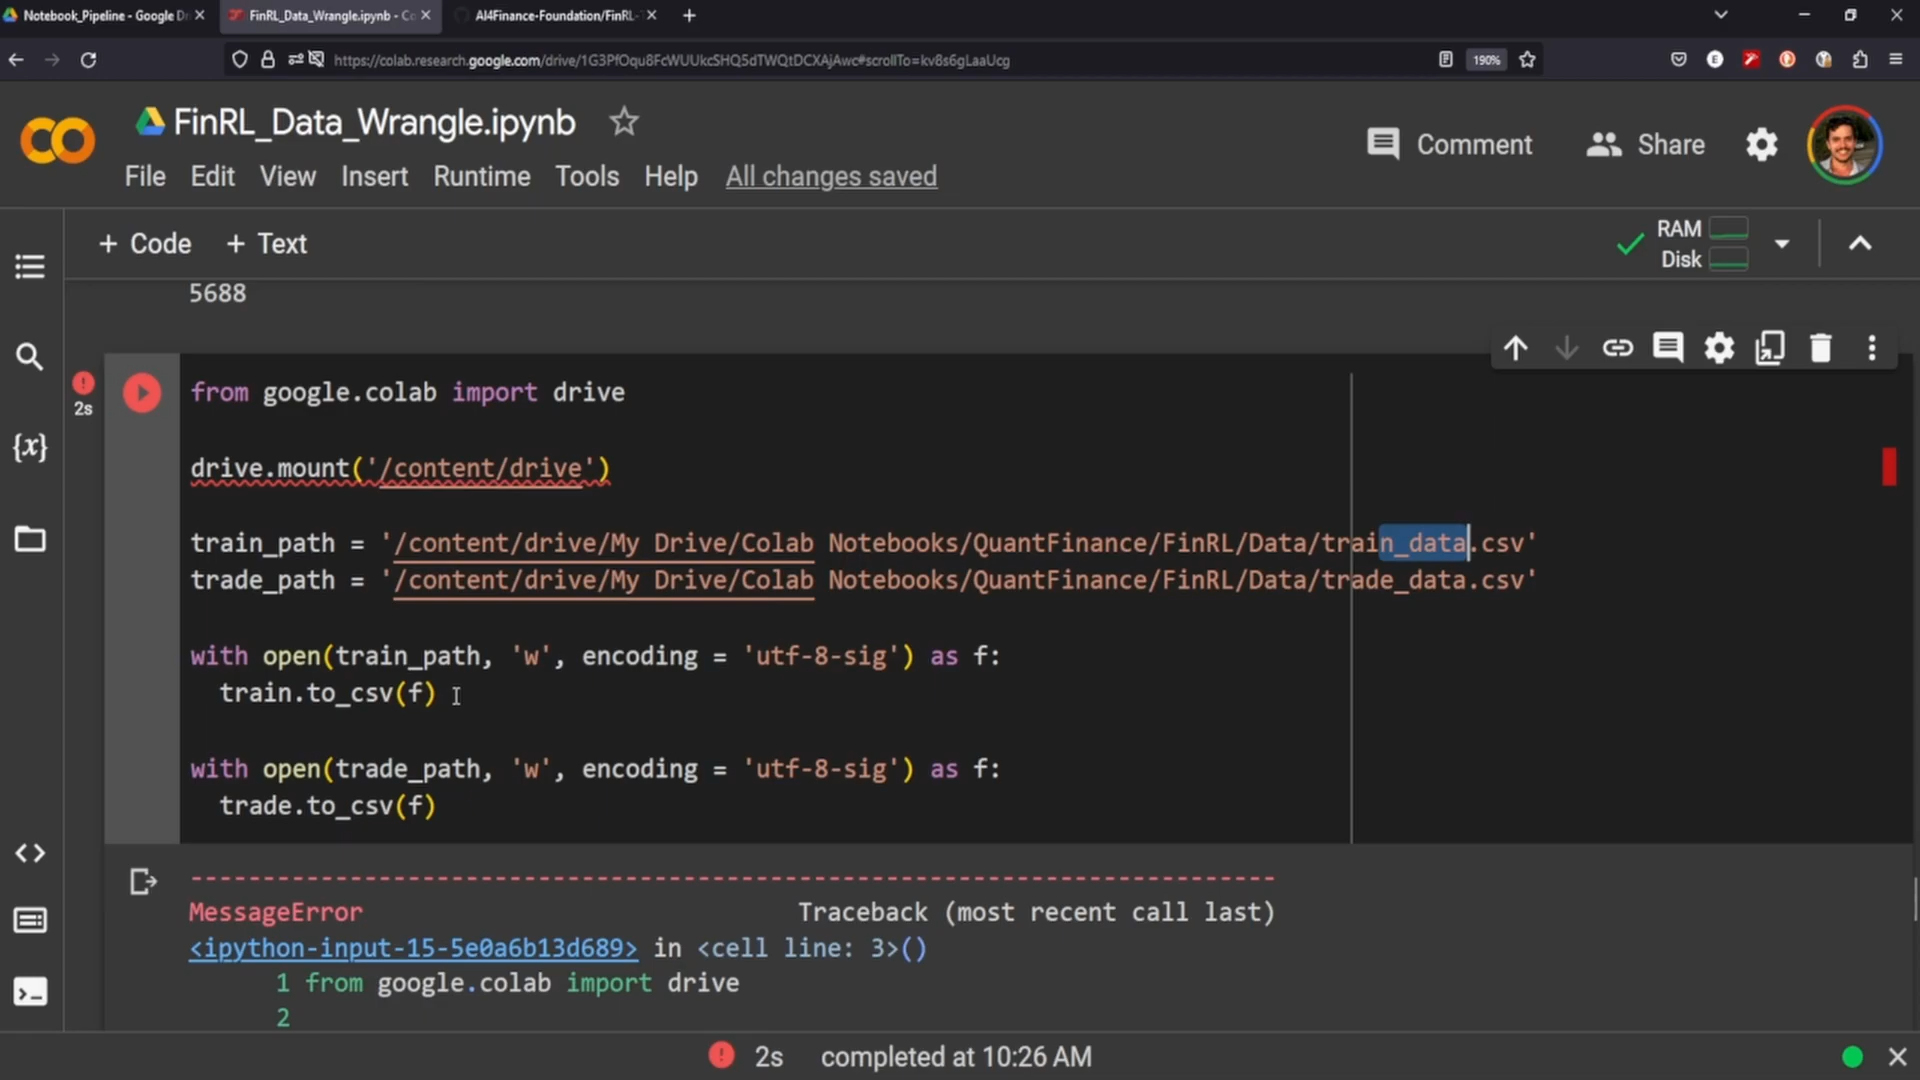 Notebook_Pipeline - Google Dr
FinRL_Data_Wrangle.ipynb - Co
AI4Finance-Foundation/FinRL-
https://colab.research.google.com/drive/1G3PfOqu8FcWUUkcSHQ5dTWQtDCXAjAwc#scrollTo=kv8s6gLaaUcg
190%
FinRL_Data_Wrangle.ipynb
Comment
Share
File Edit View Insert Runtime Tools Help All changes saved
+ Code + Text
RAM
Disk
5688
2s
from google.colab import drive
drive.mount('/content/drive')
train_path = '/content/drive/My Drive/Colab Notebooks/QuantFinance/FinRL/Data/train_data.csv'
trade_path = '/content/drive/My Drive/Colab Notebooks/QuantFinance/FinRL/Data/trade_data.csv'
with open(train_path, 'w', encoding = 'utf-8-sig') as f:
train.to_csv(f)
with open(trade_path, 'w', encoding = 'utf-8-sig') as f:
trade.to_csv(f)
---------------------------------------------------------------------------
MessageError Traceback (most recent call last)
<ipython-input-15-5e0a6b13d689> in <cell line: 3>()
1 from google.colab import drive
2
2s completed at 10:26 AM